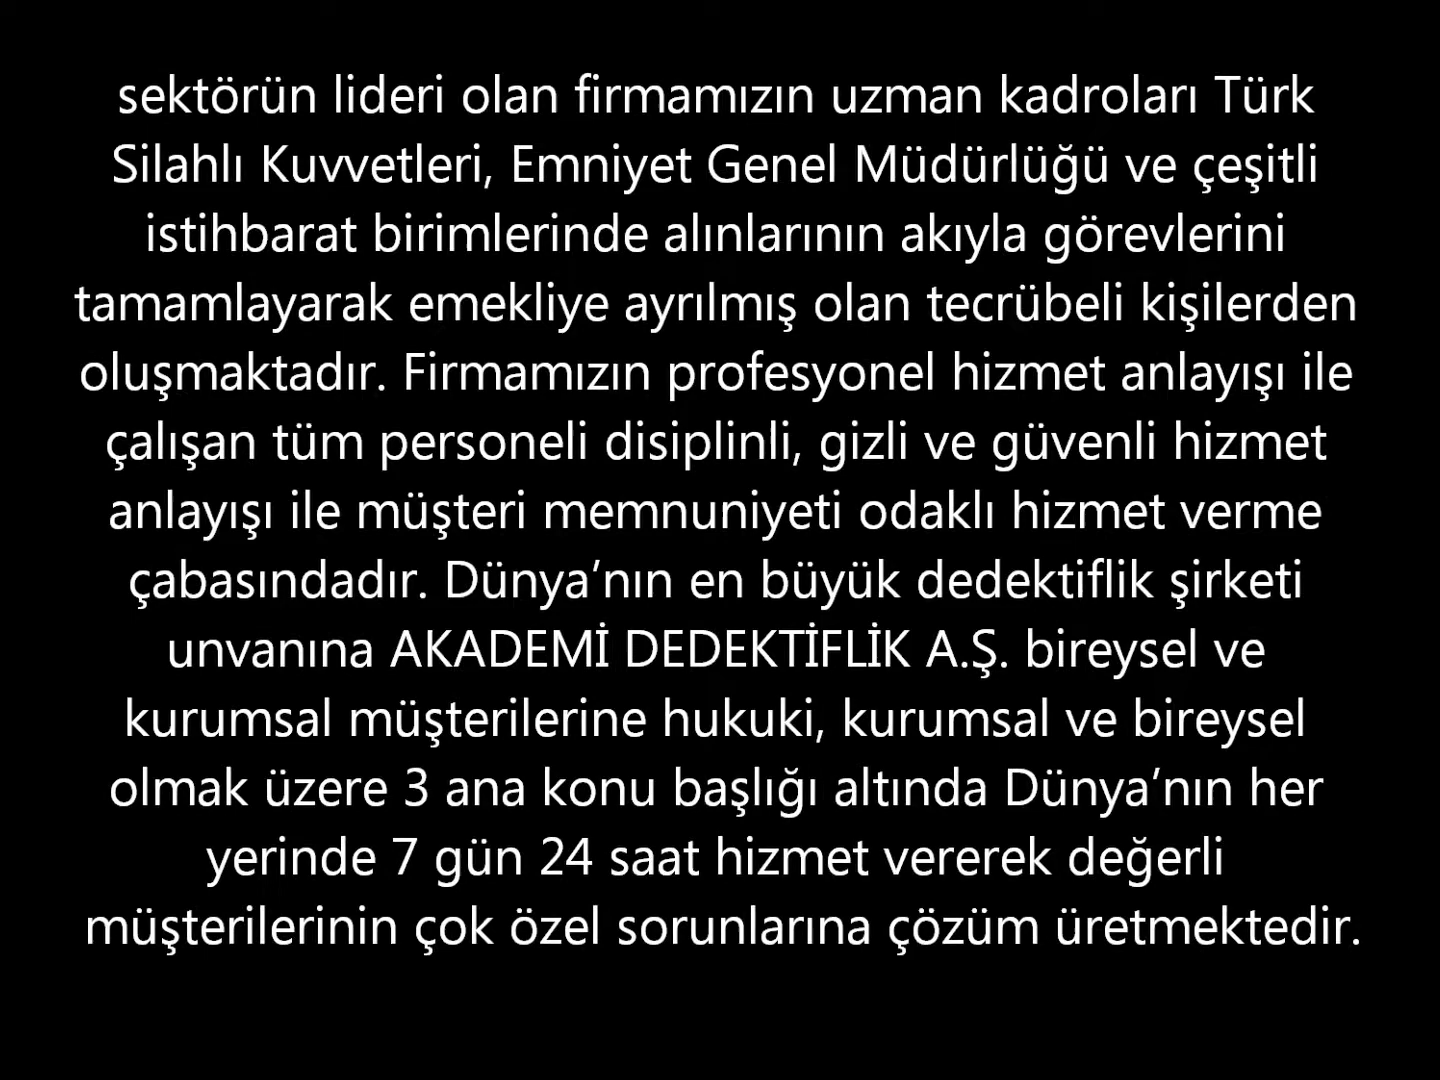 sektörün lideri olan firmamızın uzman kadroları Türk
Silahlı Kuvvetleri, Emniyet Genel Müdürlüğü ve çeşitli
istihbarat birimlerinde alınlarının akıyla görevlerini
tamamlayarak emekliye ayrılmış olan tecrübeli kişilerden
oluşmaktadır. Firmamızın profesyonel hizmet anlayışı ile
çalışan tüm personeli disiplinli, gizli ve güvenli hizmet
anlayışı ile müşteri memnuniyeti odaklı hizmet verme
çabasındadır. Dünya’nın en büyük dedektiflik şirketi
unvanına AKADEMİ DEDEKTİFLİK A.Ş. bireysel ve
kurumsal müşterilerine hukuki, kurumsal ve bireysel
olmak üzere 3 ana konu başlığı altında Dünya’nın her
yerinde 7 gün 24 saat hizmet vererek değerli
müşterilerinin çok özel sorunlarına çözüm üretmektedir.